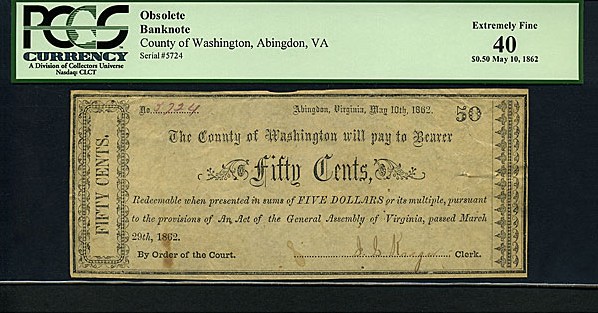 PCGS
CURRENCY
A Division of Collectors Universe
Nasdaq: CLCT
Obsolete
Banknote
County of Washington, Abingdon, VA
Serial #5724
Extremely Fine
40
$0.50 May 10, 1862
No. 5724 Abingdon, Virginia, May 10th, 1862. 50
FIFTY CENTS.
The County of Washington will pay to Bearer
Fifty Cents,
Redeemable when presented in sums of FIVE DOLLARS or its multiple, pursuant
to the provisions of An Act of the General Assembly of Virginia, passed March
29th, 1862.
By Order of the Court. Clerk.